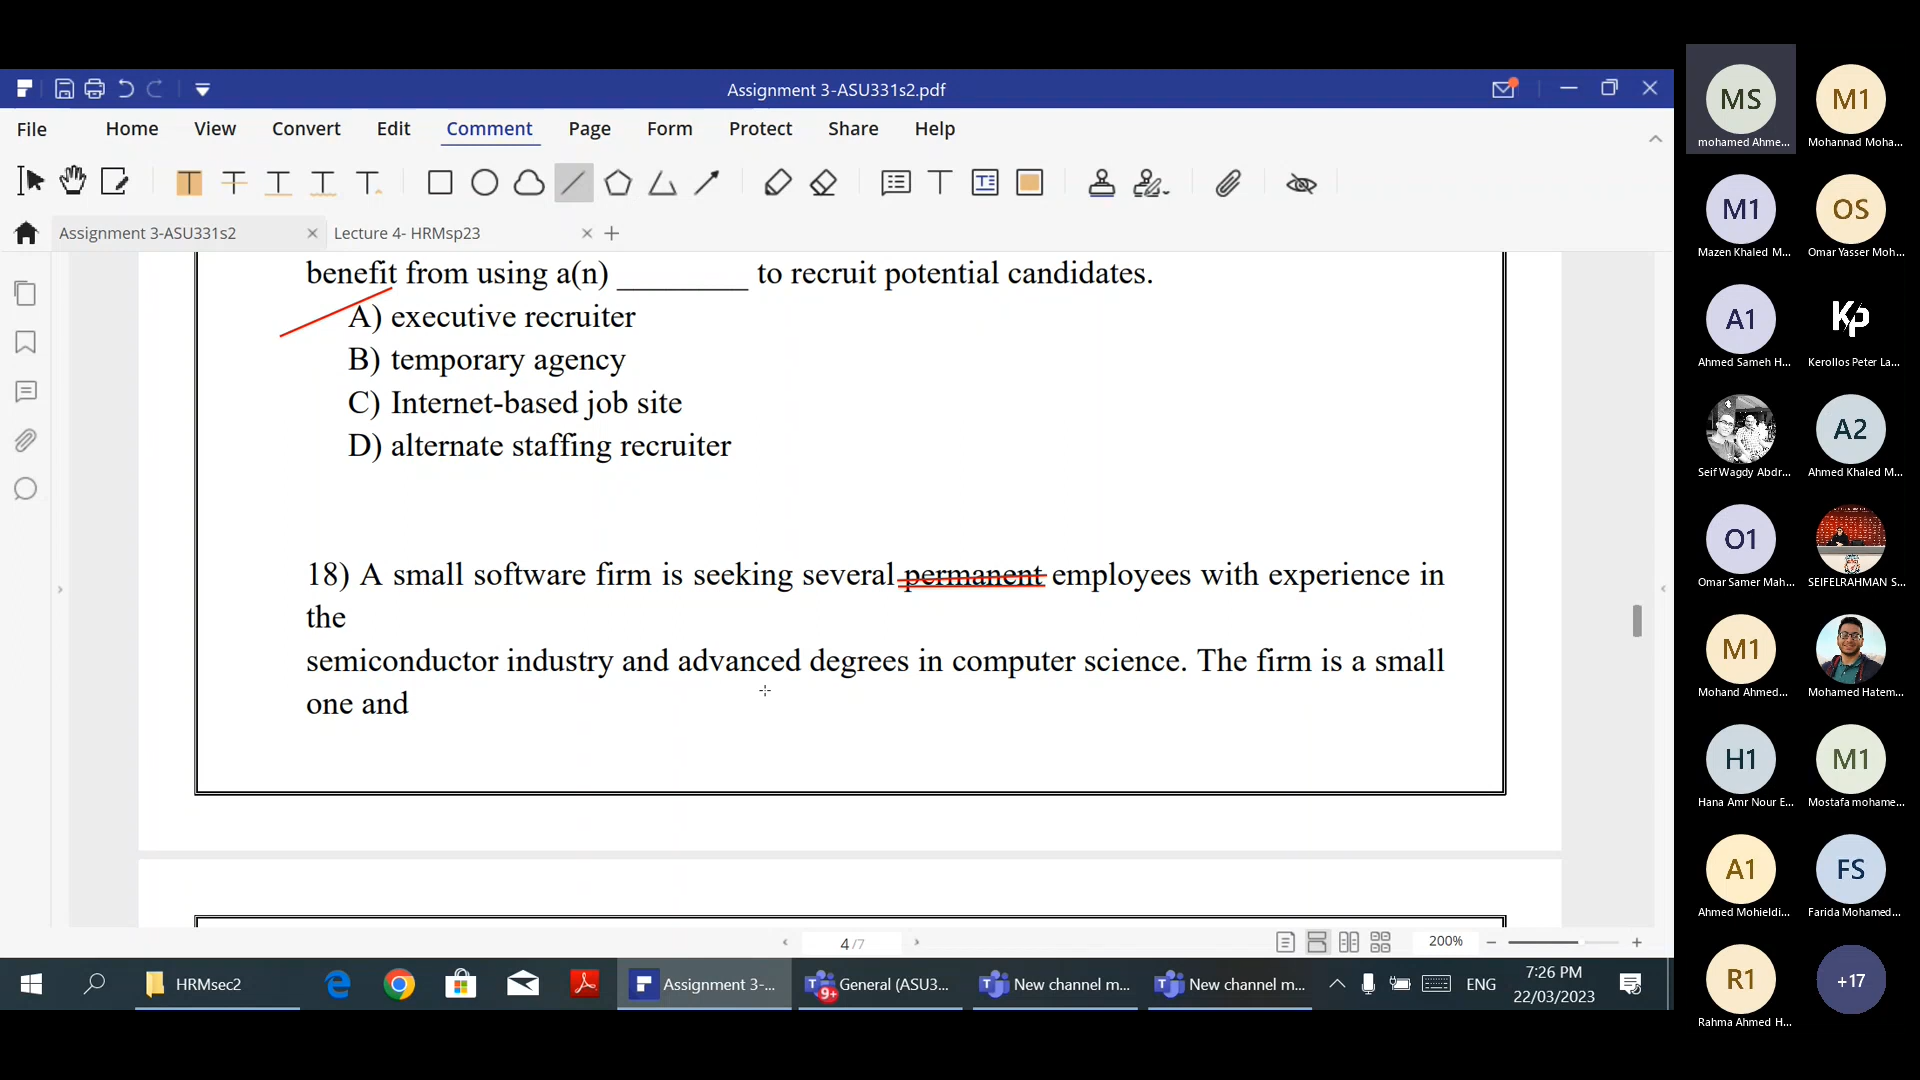 Assignment 3-ASU331s2.pdf
File Home View Convert Edit Comment Page Form Protect Share Help
Assignment 3-ASU331s2
Lecture 4- HRMsp23
benefit from using a(n) ________ to recruit potential candidates.
A) executive recruiter
B) temporary agency
C) Internet-based job site
D) alternate staffing recruiter
18) A small software firm is seeking several permanent employees with experience in
the
semiconductor industry and advanced degrees in computer science. The firm is a small
one and
4 /7
200%
HRMsec2
Assignment 3-...
9+
General (ASU3...
New channel m...
New channel m...
ENG
7:26 PM
22/03/2023
MS
mohamed Ahme...
M1
Mohannad Moha...
M1
Mazen Khaled M...
OS
Omar Yasser Moh...
A1
Ahmed Sameh H...
Kp
Kerollos Peter La...
Seif Wagdy Abdr...
A2
Ahmed Khaled M...
O1
Omar Samer Mah...
SEIFELRAHMAN S...
M1
Mohand Ahmed...
Mohamed Hatem...
H1
Hana Amr Nour E...
M1
Mostafa mohame...
A1
Ahmed Mohieldi...
FS
Farida Mohamed...
R1
Rahma Ahmed H...
+17